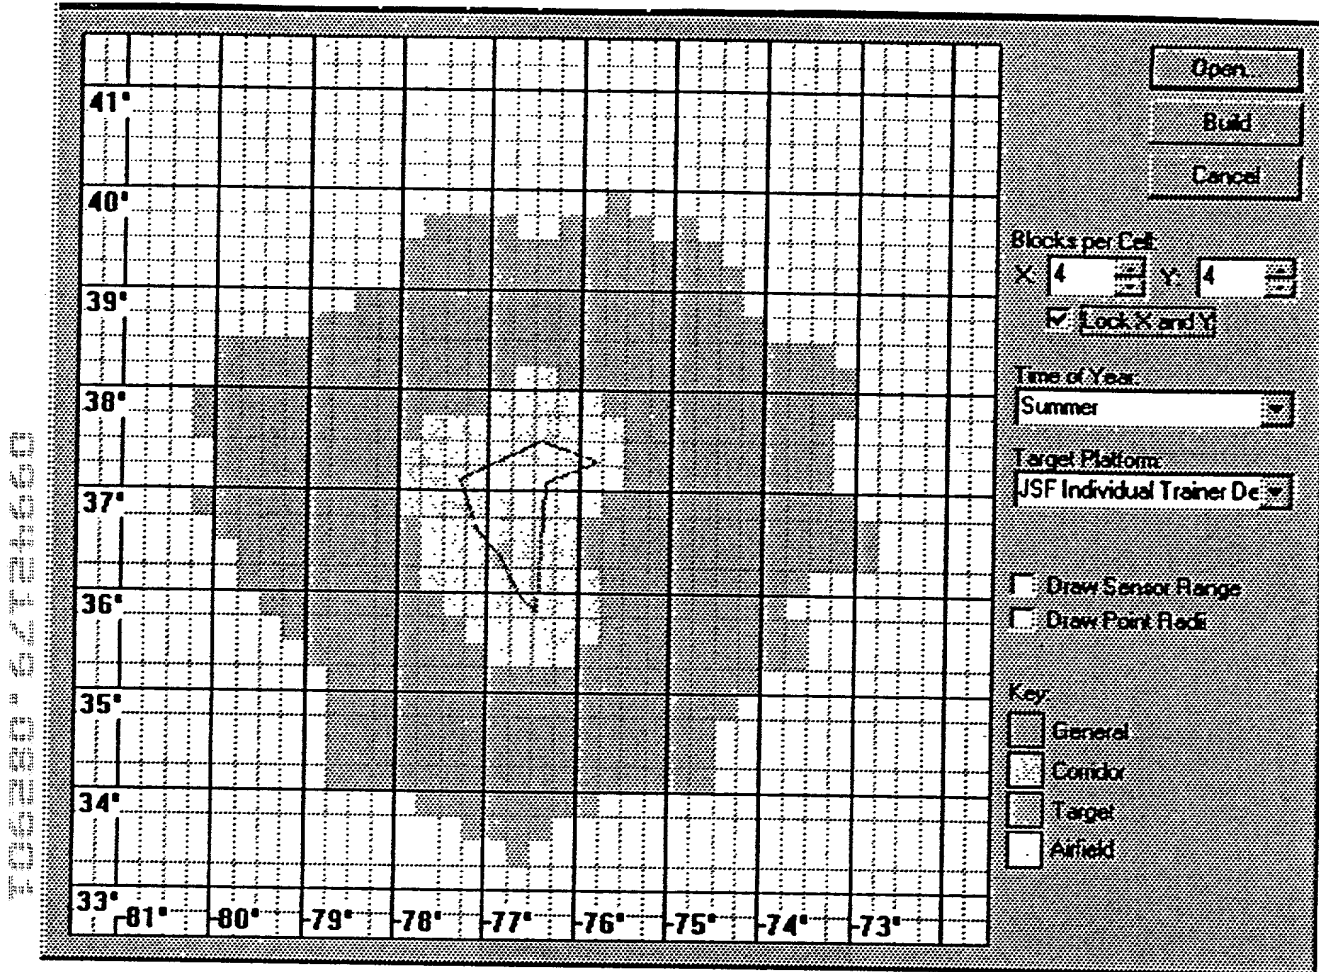 Open...
Build
Cancel
41°
40°
39°
38°
37°
36°
35°
34°
33°
-81° -80° -79° -78° -77° -76° -75° -74° -73°
Blocks per Cell:
X: 4 Y: 4
Lock X and Y
Time of Year:
Summer
Target Platform:
JSF Individual Trainer De
Draw Sensor Range
Draw Point Radii
Key
General
Corridor
Target
Airfield